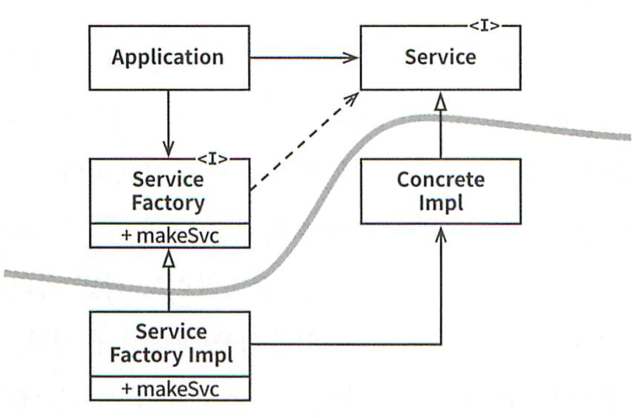 <I>
Application
Service
<I>
Service
Factory
+ makeSvc
Concrete
Impl
Service
Factory Impl
+ makeSvc